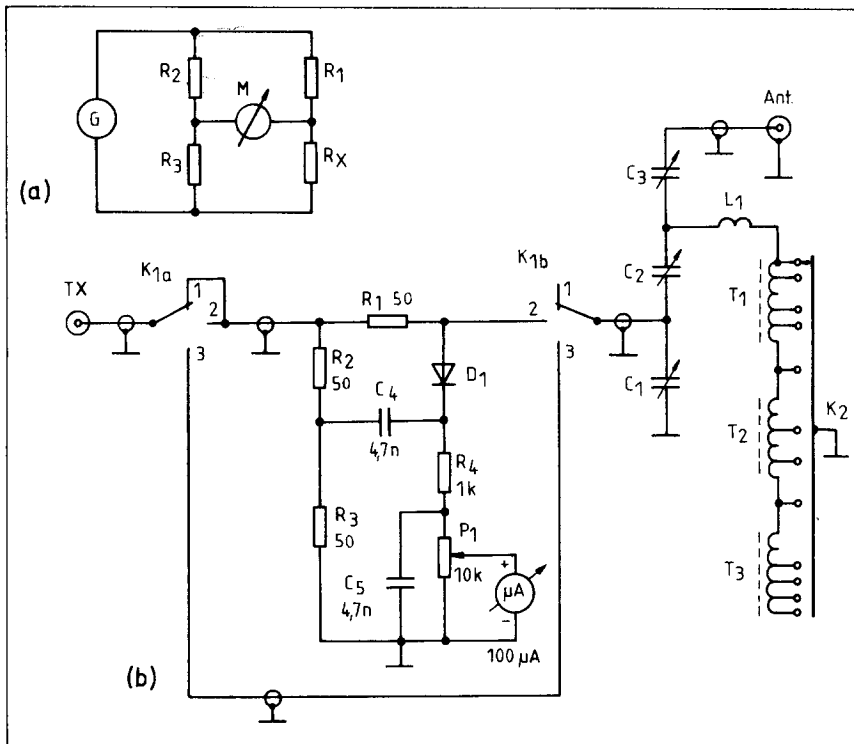 R2
R1
M
G
R3
RX
(a)
Ant.
C3
L1
K1a
K1b
TX
1
2
3
R1 50
2
1
3
C2
T1
R2
50
C4
4,7n
D1
C1
T2
K2
R4
1k
R3
50
P1
10k
C5
4,7n
+
µA
−
100 µA
T3
(b)